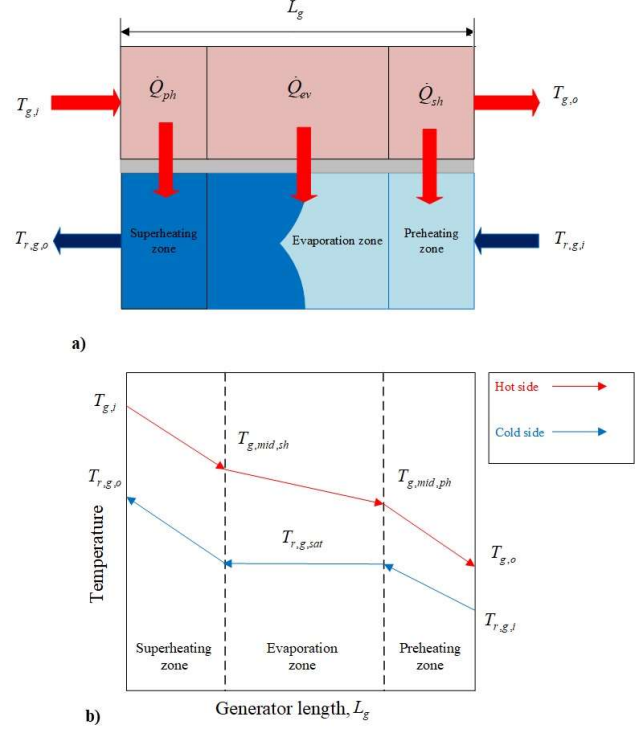 L_g
Q̇_ph Q̇_ev Q̇_sh
T_g,i
T_g,o
T_r,g,o
Superheating
zone
Evaporation zone
Preheating
zone
T_r,g,i
a)
T_g,i
T_g,mid,sh
T_r,g,o
T_g,mid,ph
T_r,g,sat
T_g,o
T_r,g,i
Temperature
Superheating
zone
Evaporation
zone
Preheating
zone
Hot side
Cold side
b)
Generator length, L_g